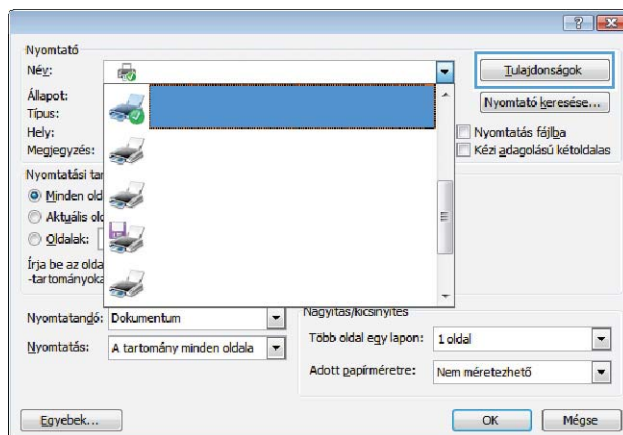 Nyomtató
Név:
Tulajdonságok
Állapot:
Nyomtató keresése...
Típus:
Hely:
Nyomtatás fájlba
Megjegyzés:
Kézi adagolású kétoldalas
Nyomtatási tar
Minden old
Aktuális old
Oldalak:
Írja be az olda
-tartományoka
Nagyítás/kicsinyítés
Nyomtatandó: Dokumentum
Több oldal egy lapon: 1 oldal
Nyomtatás: A tartomány minden oldala
Adott papírméretre: Nem méretezhető
Egyebek...
OK
Mégse